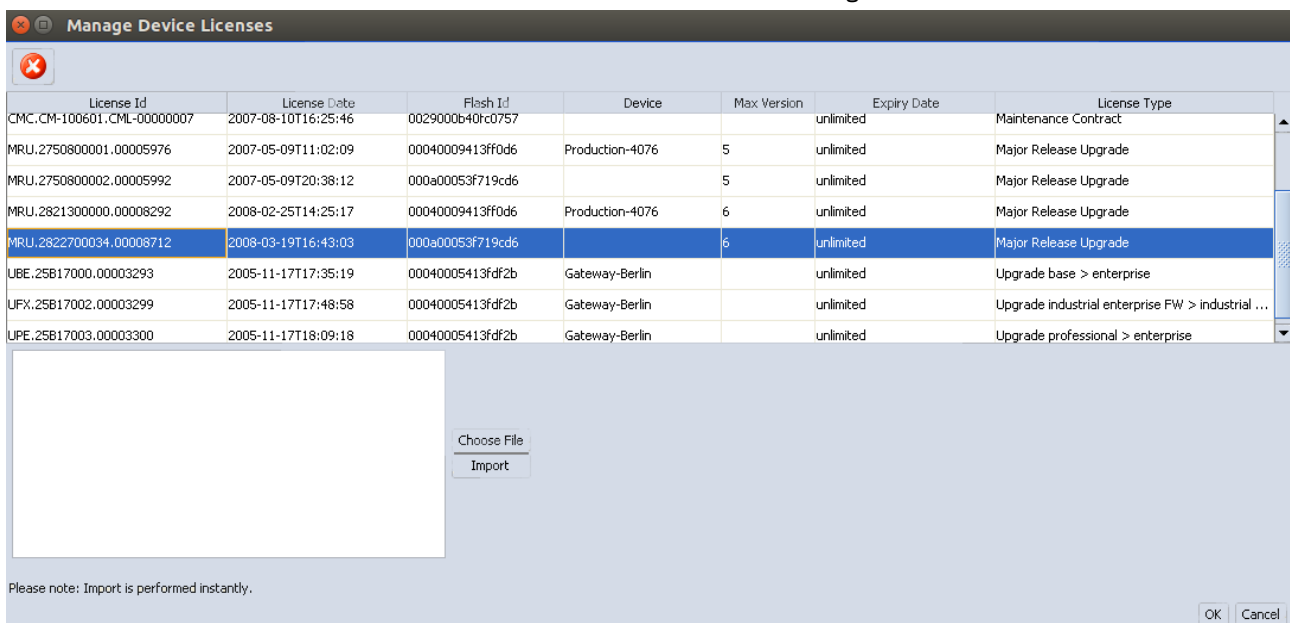 Manage Device Licenses
License Id License Date Flash Id Device Max Version Expiry Date License Type
CMC.CM-100601.CML-00000007 2007-08-10T16:25:46 0029000b40fc0757 unlimited Maintenance Contract
MRU.2750800001.00005976 2007-05-09T11:02:09 00040009413ff0d6 Production-4076 5 unlimited Major Release Upgrade
MRU.2750800002.00005992 2007-05-09T20:38:12 000a00053f719cd6 5 unlimited Major Release Upgrade
MRU.2821300000.00008292 2008-02-25T14:25:17 00040009413ff0d6 Production-4076 6 unlimited Major Release Upgrade
MRU.2822700034.00008712 2008-03-19T16:43:03 000a00053f719cd6 6 unlimited Major Release Upgrade
UBE.25B17000.00003293 2005-11-17T17:35:19 00040005413fdf2b Gateway-Berlin unlimited Upgrade base > enterprise
UFX.25B17002.00003299 2005-11-17T17:48:58 00040005413fdf2b Gateway-Berlin unlimited Upgrade industrial enterprise FW > industrial ...
UPE.25B17003.00003300 2005-11-17T18:09:18 00040005413fdf2b Gateway-Berlin unlimited Upgrade professional > enterprise
Choose File
Import
Please note: Import is performed instantly.
OK Cancel